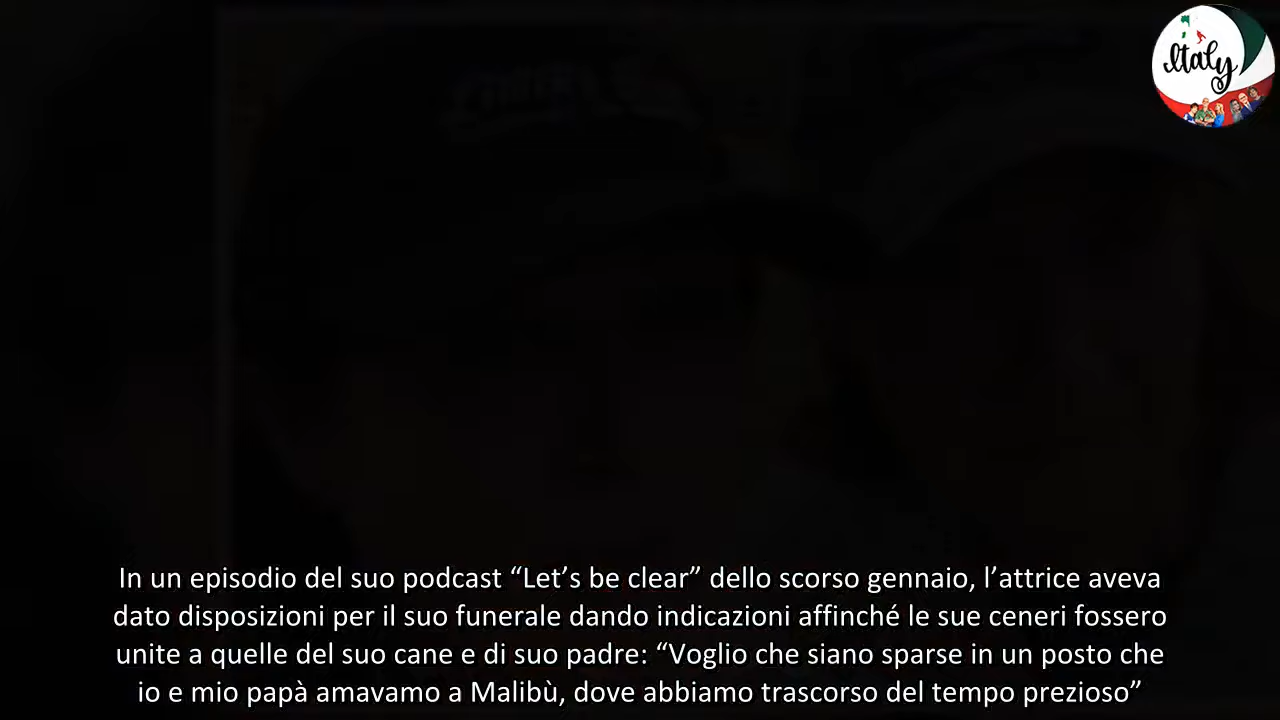 Italy
In un episodio del suo podcast “Let’s be clear” dello scorso gennaio, l’attrice aveva
dato disposizioni per il suo funerale dando indicazioni affinché le sue ceneri fossero
unite a quelle del suo cane e di suo padre: “Voglio che siano sparse in un posto che
io e mio papà amavamo a Malibù, dove abbiamo trascorso del tempo prezioso”